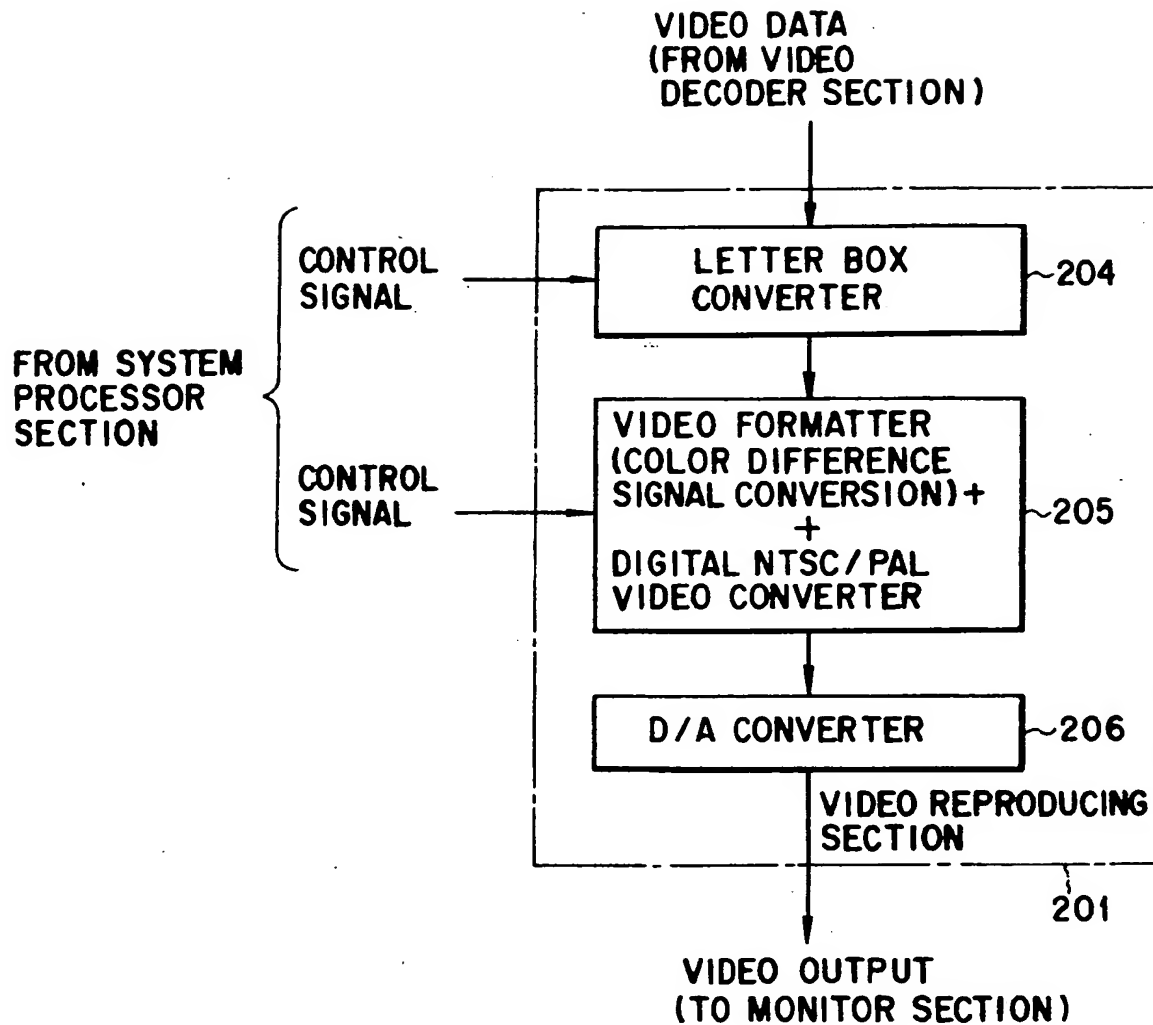 VIDEO DATA
(FROM VIDEO
DECODER SECTION)
CONTROL
SIGNAL
LETTER BOX
CONVERTER
204
FROM SYSTEM
PROCESSOR
SECTION
CONTROL
SIGNAL
VIDEO FORMATTER
(COLOR DIFFERENCE
SIGNAL CONVERSION)+
+
DIGITAL NTSC/PAL
VIDEO CONVERTER
205
D/A CONVERTER
206
VIDEO REPRODUCING
SECTION
201
VIDEO OUTPUT
(TO MONITOR SECTION)